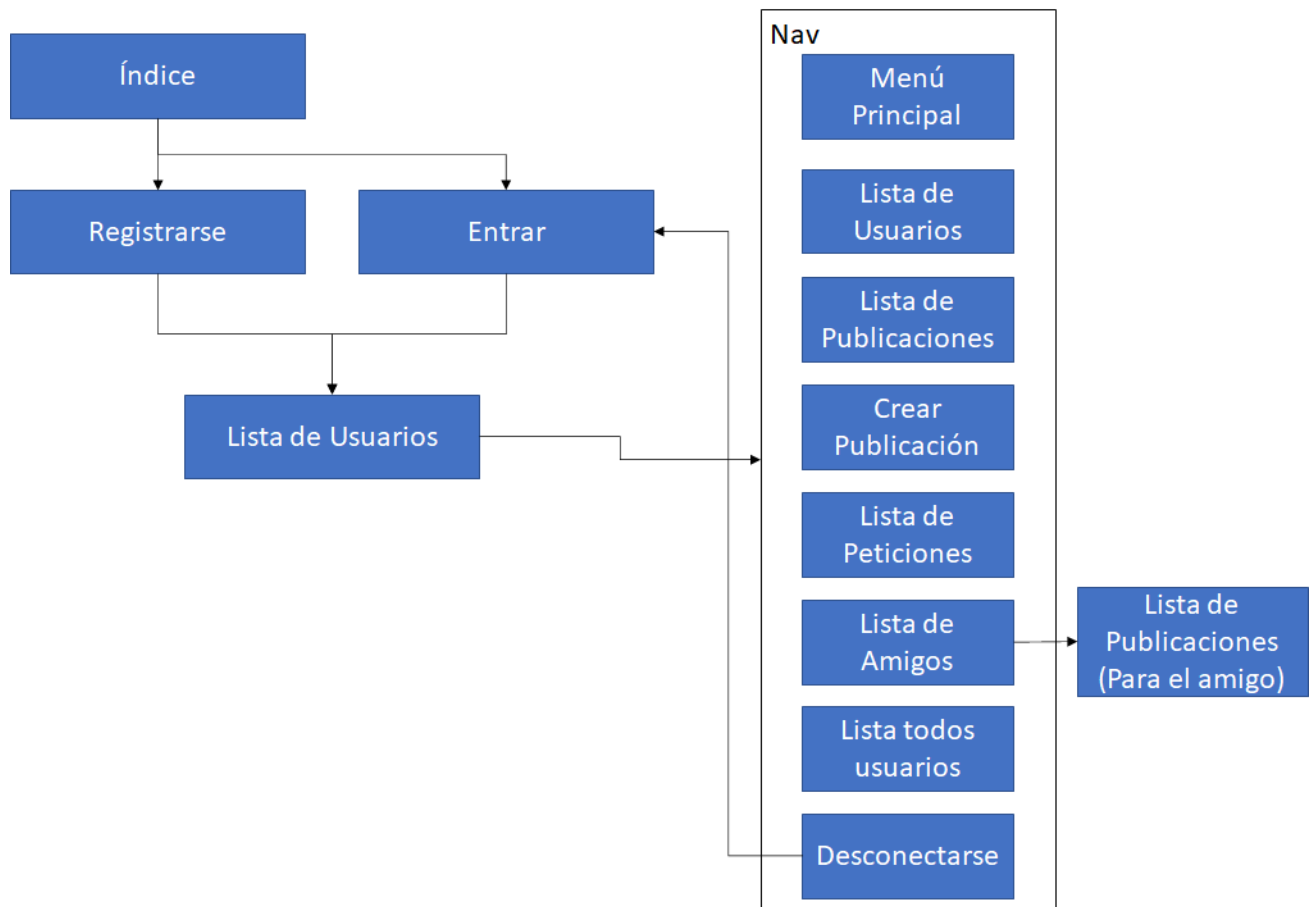 Índice
Registrarse
Entrar
Lista de Usuarios
Nav
Menú
Principal
Lista de
Usuarios
Lista de
Publicaciones
Crear
Publicación
Lista de
Peticiones
Lista de
Amigos
Lista todos
usuarios
Desconectarse
Lista de
Publicaciones
(Para el amigo)